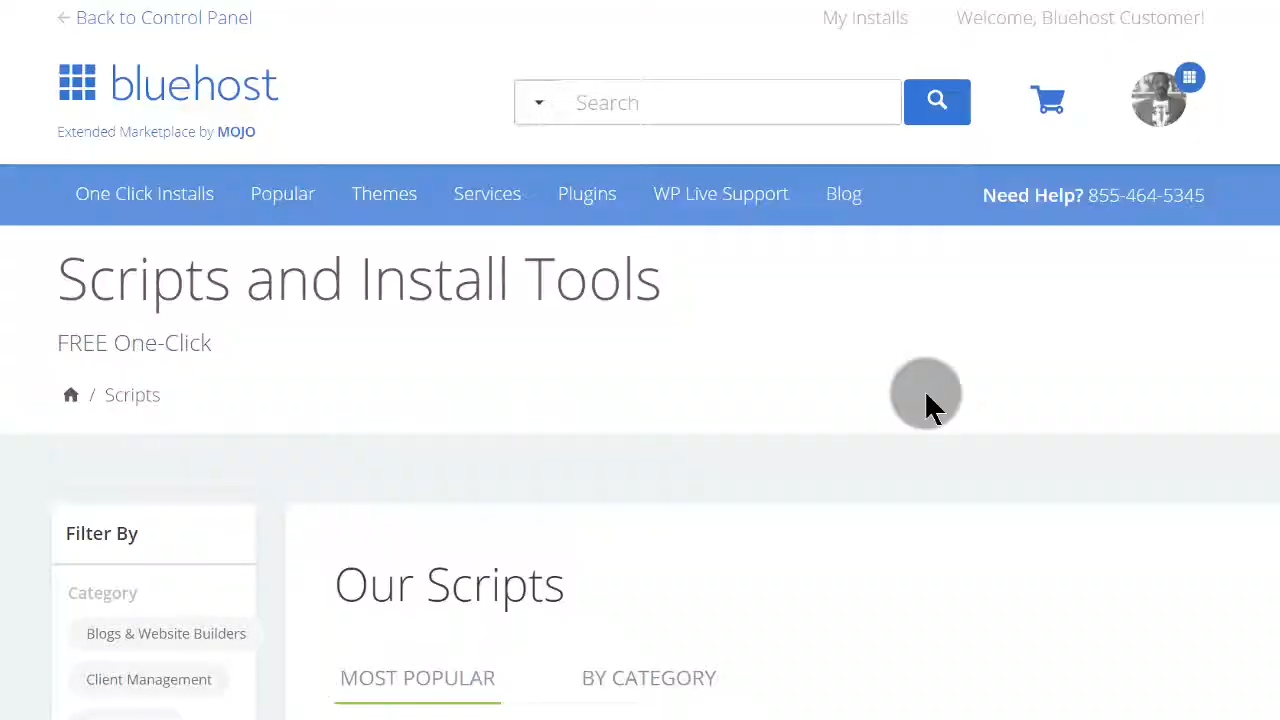 Back to Control Panel
My Installs
Welcome, Bluehost Customer!
bluehost
Extended Marketplace by MOJO
Search
One Click Installs
Popular
Themes
Services
Plugins
WP Live Support
Blog
Need Help? 855-464-5345
Scripts and Install Tools
FREE One-Click
/ Scripts
Filter By
Category
Blogs & Website Builders
Client Management
Our Scripts
MOST POPULAR
BY CATEGORY